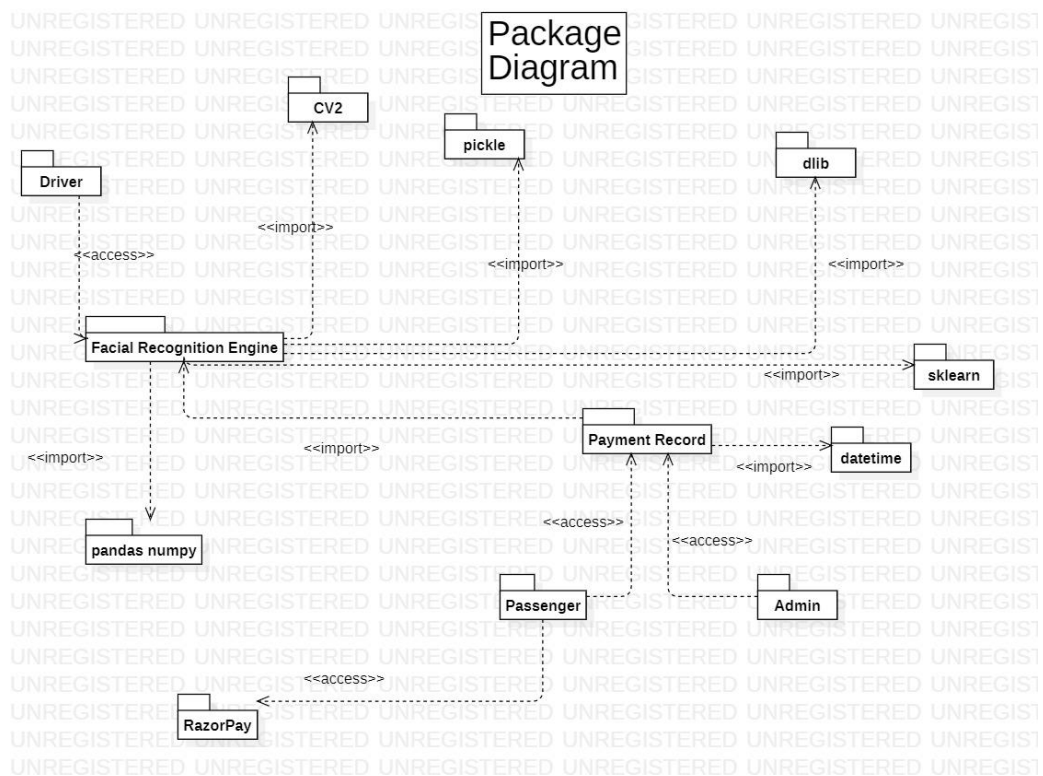 Package
Diagram
CV2
pickle
dlib
Driver
<<import>>
<<access>>
<<import>>
<<import>>
Facial Recognition Engine
<<import>>
sklearn
Payment Record
<<import>>
<<import>>
datetime
<<import>>
<<access>>
<<access>>
pandas numpy
Passenger
Admin
<<access>>
RazorPay
UNREGISTERED